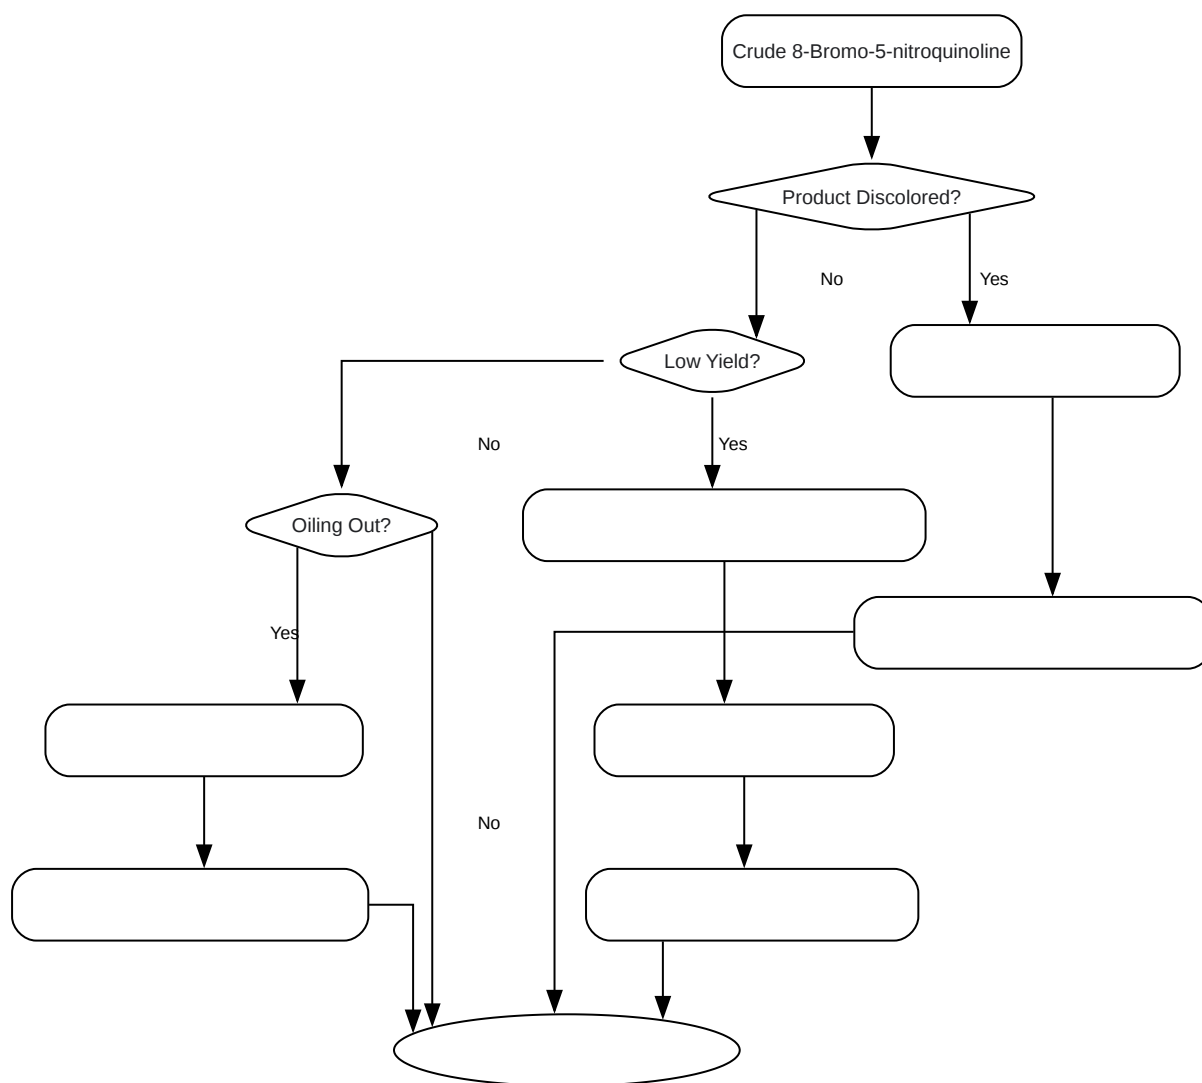 Crude 8-Bromo-5-nitroquinoline
Product Discolored?
No
Yes
Low Yield?
No
Yes
Oiling Out?
Yes
No